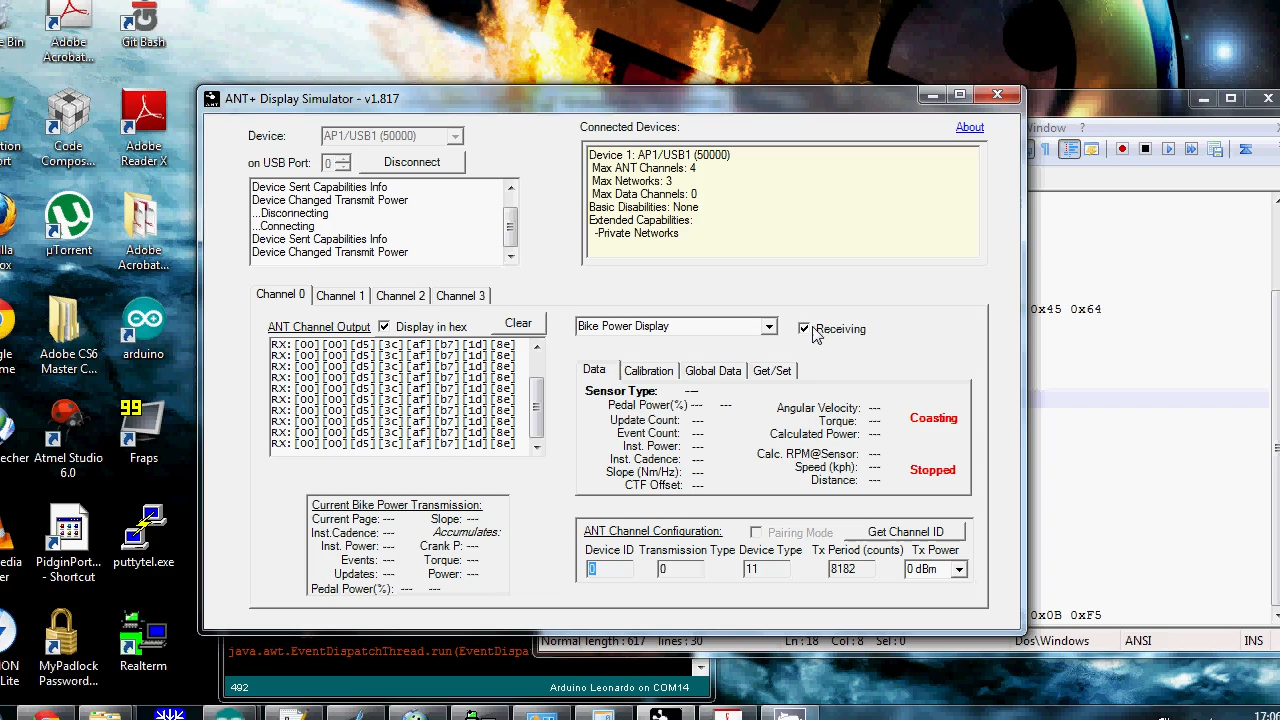 e Bin
Adobe
Acrobat...
Git Bash
ANT+ Display Simulator - v1.817
Device:
AP1/USB1 (50000)
on USB Port:
0
Disconnect
Device Sent Capabilities Info
Device Changed Transmit Power
...Disconnecting
...Connecting
Device Sent Capabilities Info
Device Changed Transmit Power
Connected Devices:
About
Device 1: AP1/USB1 (50000)
Max ANT Channels: 4
Max Networks: 3
Max Data Channels: 0
Basic Disabilities: None
Extended Capabilities:
-Private Networks
Channel 0
Channel 1
Channel 2
Channel 3
ANT Channel Output
Display in hex
Clear
RX:[00][00][d5][3c][af][b7][1d][8e]
RX:[00][00][d5][3c][af][b7][1d][8e]
RX:[00][00][d5][3c][af][b7][1d][8e]
RX:[00][00][d5][3c][af][b7][1d][8e]
RX:[00][00][d5][3c][af][b7][1d][8e]
RX:[00][00][d5][3c][af][b7][1d][8e]
RX:[00][00][d5][3c][af][b7][1d][8e]
RX:[00][00][d5][3c][af][b7][1d][8e]
RX:[00][00][d5][3c][af][b7][1d][8e]
RX:[00][00][d5][3c][af][b7][1d][8e]
Bike Power Display
Receiving
Data
Calibration
Global Data
Get/Set
Sensor Type: ---
Pedal Power(%) --- ---
Update Count: ---
Event Count: ---
Inst. Power: ---
Inst. Cadence: ---
Slope (Nm/Hz): ---
CTF Offset: ---
Angular Velocity: ---
Torque: ---
Calculated Power: ---
Calc. RPM@Sensor: ---
Speed (kph): ---
Distance: ---
Coasting
Stopped
Current Bike Power Transmission:
Current Page: --- Slope: ---
Inst.Cadence: --- Accumulates:
Inst. Power: --- Crank P: ---
Events: --- Torque: ---
Updates: --- Power: ---
Pedal Power(%): --- ---
ANT Channel Configuration:
Pairing Mode
Get Channel ID
Device ID Transmission Type Device Type Tx Period (counts) Tx Power
0 0 11 8182 0 dBm
Window ?
0x45 0x64
0x0B 0xF5
Normal length : 617 lines : 30
Ln : 18 Col : 8 Sel : 0
Dos\Windows
ANSI
INS
java.awt.EventDispatchThread.run(EventDispa
492
Arduino Leonardo on COM14
Code
Compos...
Adobe
Reader X
µTorrent
Adobe
Acrobat...
Adobe CS6
Master C...
arduino
Atmel Studio
6.0
99
Fraps
PidginPort...
- Shortcut
puttytel.exe
MyPadlock
Password...
Realterm
Lite